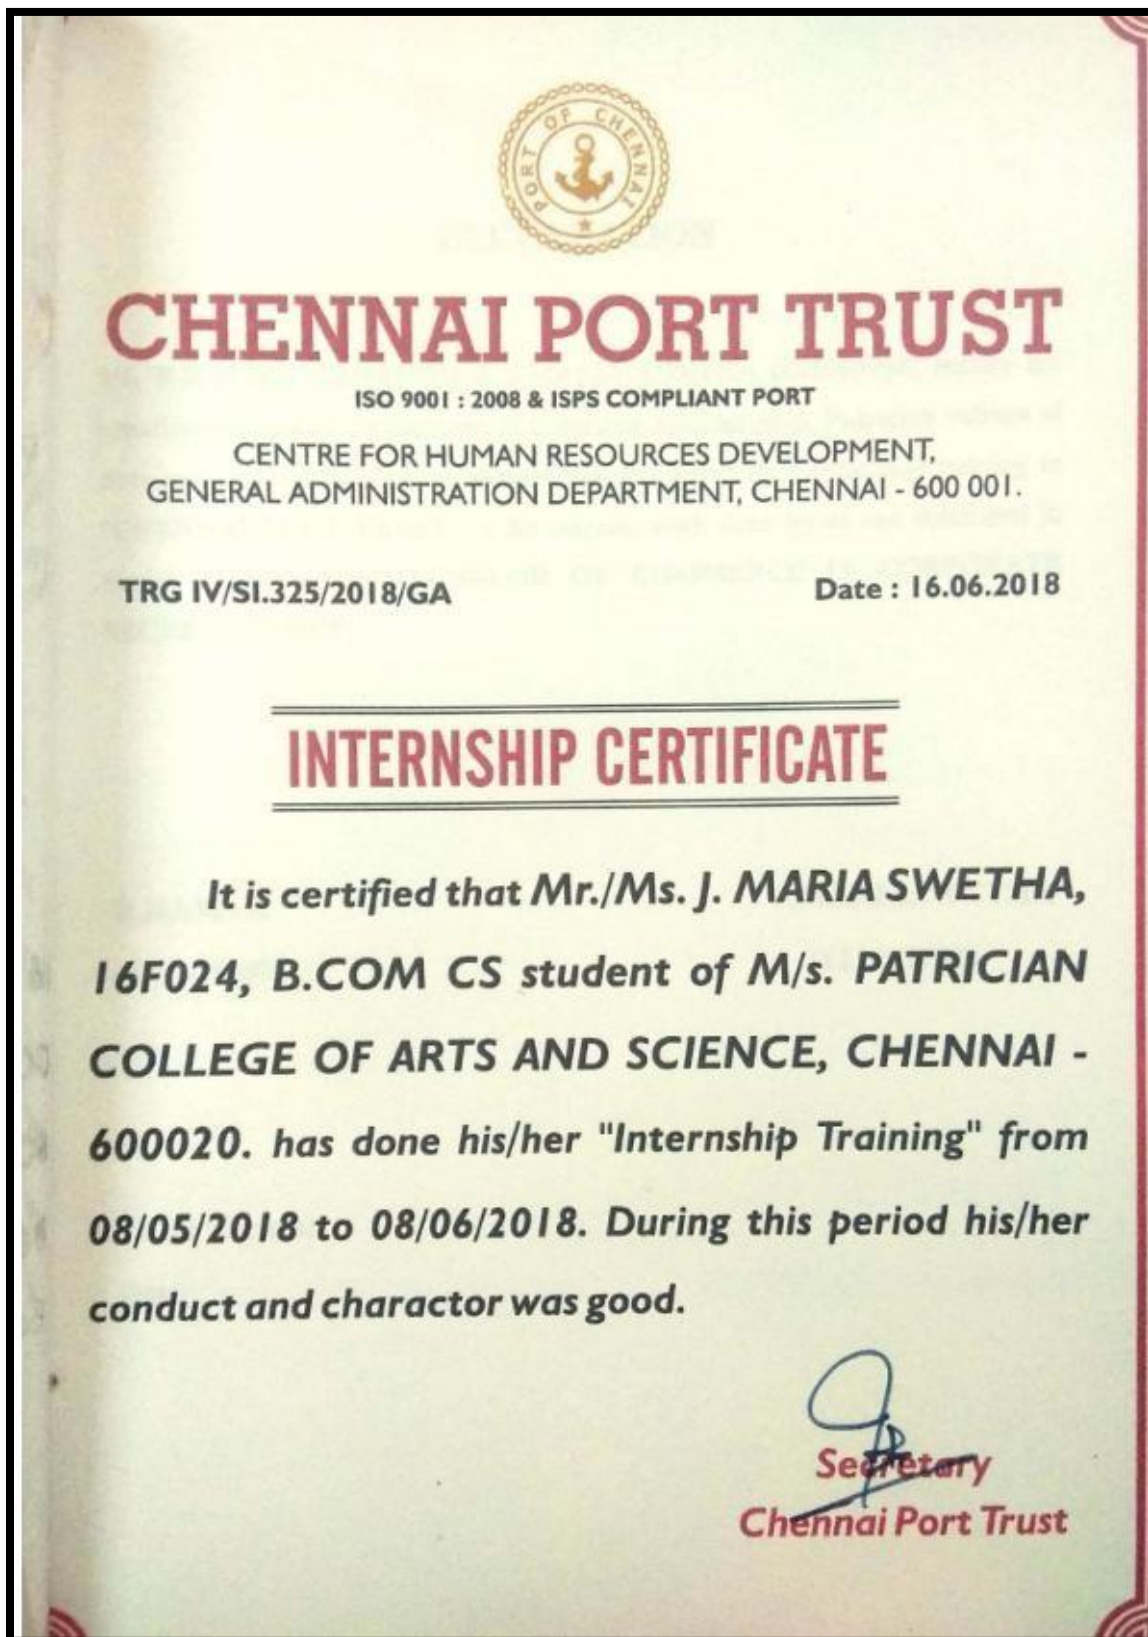 PORT OF CHENNAI
CHENNAI PORT TRUST
ISO 9001 : 2008 & ISPS COMPLIANT PORT
CENTRE FOR HUMAN RESOURCES DEVELOPMENT,
GENERAL ADMINISTRATION DEPARTMENT, CHENNAI - 600 001.
TRG IV/SI.325/2018/GA Date : 16.06.2018
INTERNSHIP CERTIFICATE
It is certified that Mr./Ms. J. MARIA SWETHA,
16F024, B.COM CS student of M/s. PATRICIAN
COLLEGE OF ARTS AND SCIENCE, CHENNAI -
600020. has done his/her "Internship Training" from
08/05/2018 to 08/06/2018. During this period his/her
conduct and charactor was good.
Secretary
Chennai Port Trust